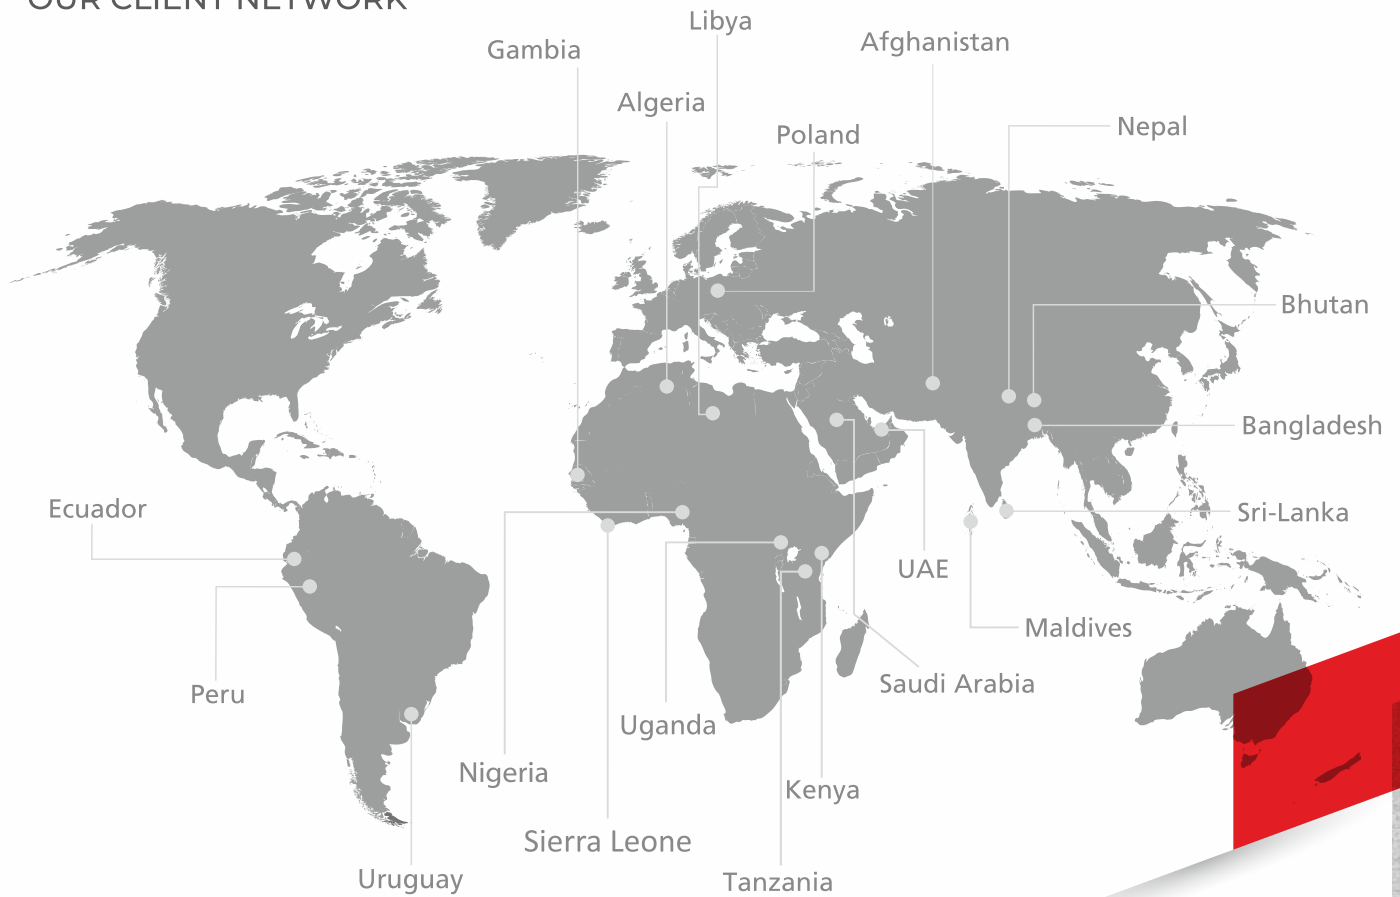 OUR CLIENT NETWORK
Libya
Gambia
Afghanistan
Algeria
Poland
Nepal
Bhutan
Bangladesh
Ecuador
Sri-Lanka
UAE
Maldives
Saudi Arabia
Peru
Uganda
Nigeria
Kenya
Sierra Leone
Uruguay
Tanzania